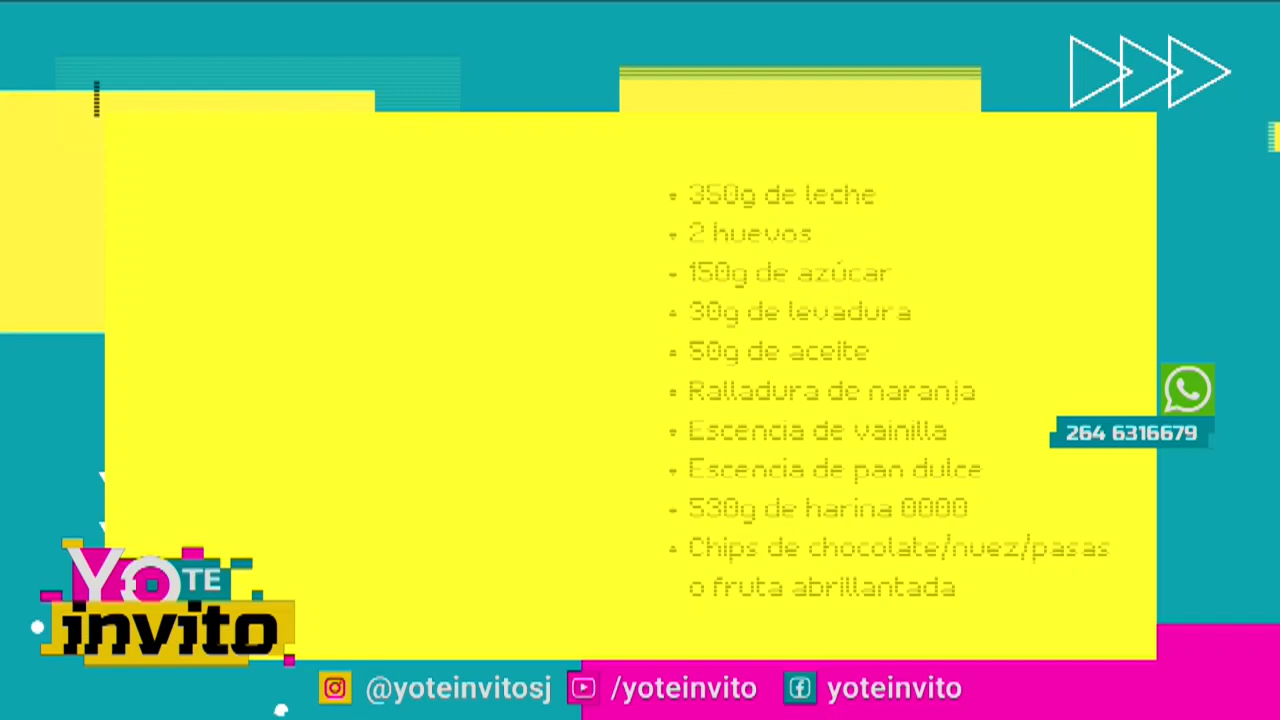 • 350g de leche
• 2 huevos
• 150g de azúcar
• 30g de levadura
• 50g de aceite
• Ralladura de naranja
• Escencia de vainilla
• Escencia de pan dulce
• 530g de harina 0000
• Chips de chocolate/nuez/pasas
o fruta abrillantada
264 6316679
YO TE
invito
@yoteinvitosj /yoteinvito yoteinvito